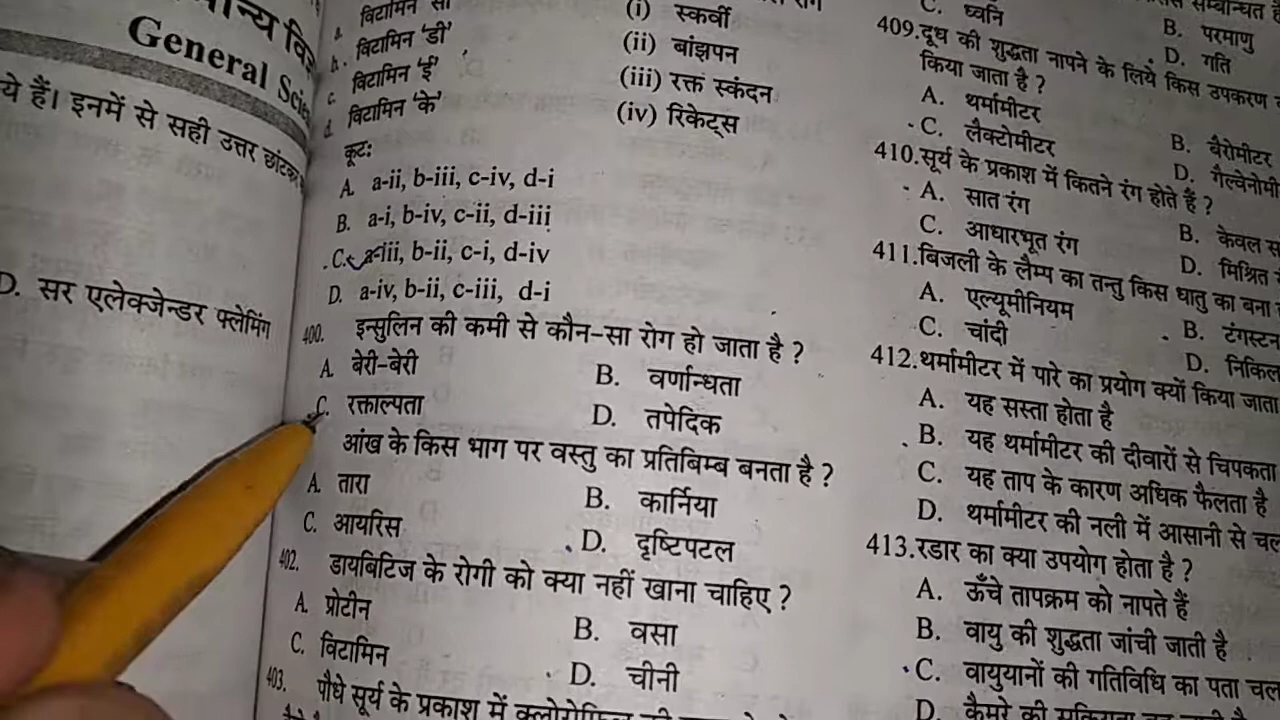 General
ये हैं। इनमें से सही उत्तर
D. सर एलेक्जेन्डर फ्लेमिंग
विटामिन
b. विटामिन 'डी'
c. विटामिन 'ई'
d. विटामिन 'के'
(i) स्कर्वी
(ii) बांझपन
(iii) रक्त स्कंदन
(iv) रिकेट्स
कूटः
A. a-ii, b-iii, c-iv, d-i
B. a-i, b-iv, c-ii, d-iii
C. a-iii, b-ii, c-i, d-iv
D. a-iv, b-ii, c-iii, d-i
400. इन्सुलिन की कमी से कौन-सा रोग हो जाता है ?
A. बेरी-बेरी B. वर्णान्धता
C. रक्ताल्पता D. तपेदिक
आंख के किस भाग पर वस्तु का प्रतिबिम्ब बनता है ?
A. तारा B. कार्निया
C. आयरिस D. दृष्टिपटल
402. डायबिटिज के रोगी को क्या नहीं खाना चाहिए ?
A. प्रोटीन B. वसा
C. विटामिन D. चीनी
403. पौधे सूर्य के प्रकाश में
C. ध्वनि
B. परमाणु
D. गति
409. दूध की शुद्धता नापने के लिये किस उपकरण
किया जाता है ?
A. थर्मामीटर B. बैरोमीटर
C. लैक्टोमीटर
410. सूर्य के प्रकाश में कितने रंग होते हैं ?
A. सात रंग B. केवल
C. आधारभूत रंग D. मिश्रित
411. बिजली के लैम्प का तन्तु किस धातु का बना
A. एल्यूमीनियम B. टंगस्टन
C. चांदी D. निकिल
412. थर्मामीटर में पारे का प्रयोग क्यों किया जाता
A. यह सस्ता होता है
B. यह थर्मामीटर की दीवारों से चिपकता
C. यह ताप के कारण अधिक फैलता है
D. थर्मामीटर की नली में आसानी से
413. रडार का क्या उपयोग होता है ?
A. ऊँचे तापक्रम को नापते हैं
B. वायु की शुद्धता जांची जाती है
C. वायुयानों की गतिविधि का पता
D. कैमरे की